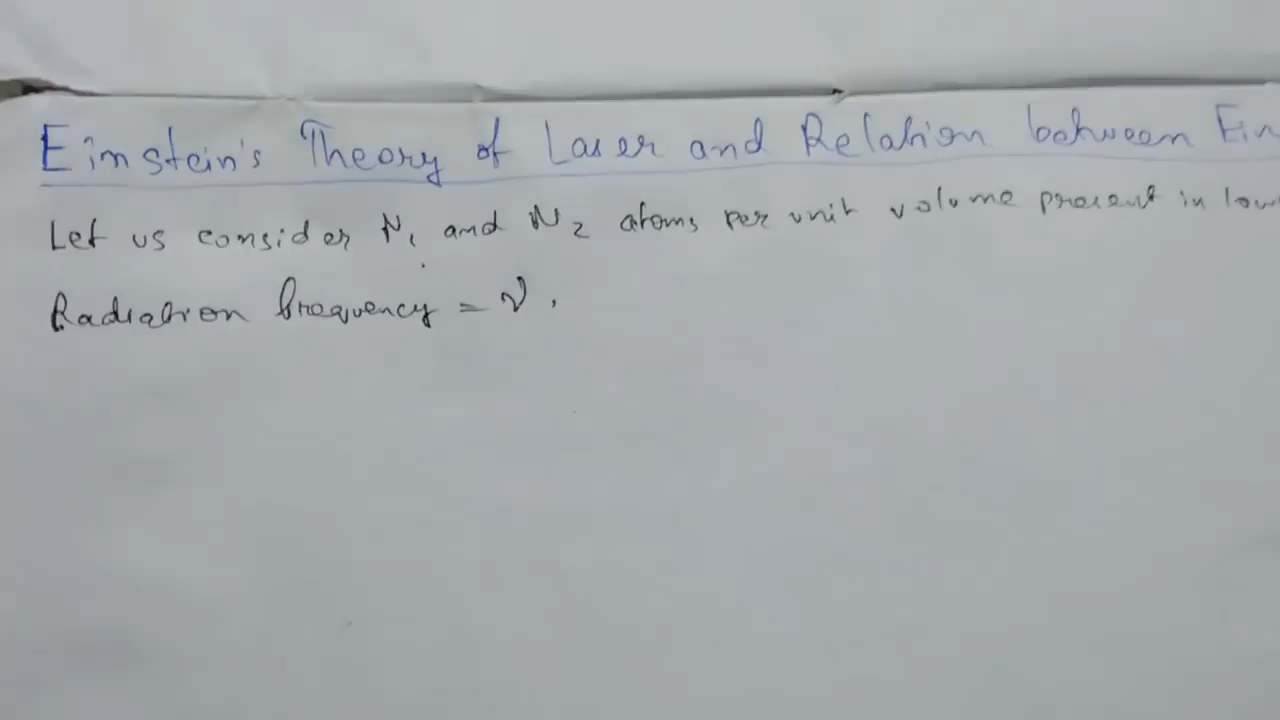 Einstein's Theory of Laser and Relation between Ein
Let us consider N₁ and N₂ atoms per unit volume present in low
Radiation frequency = ν.